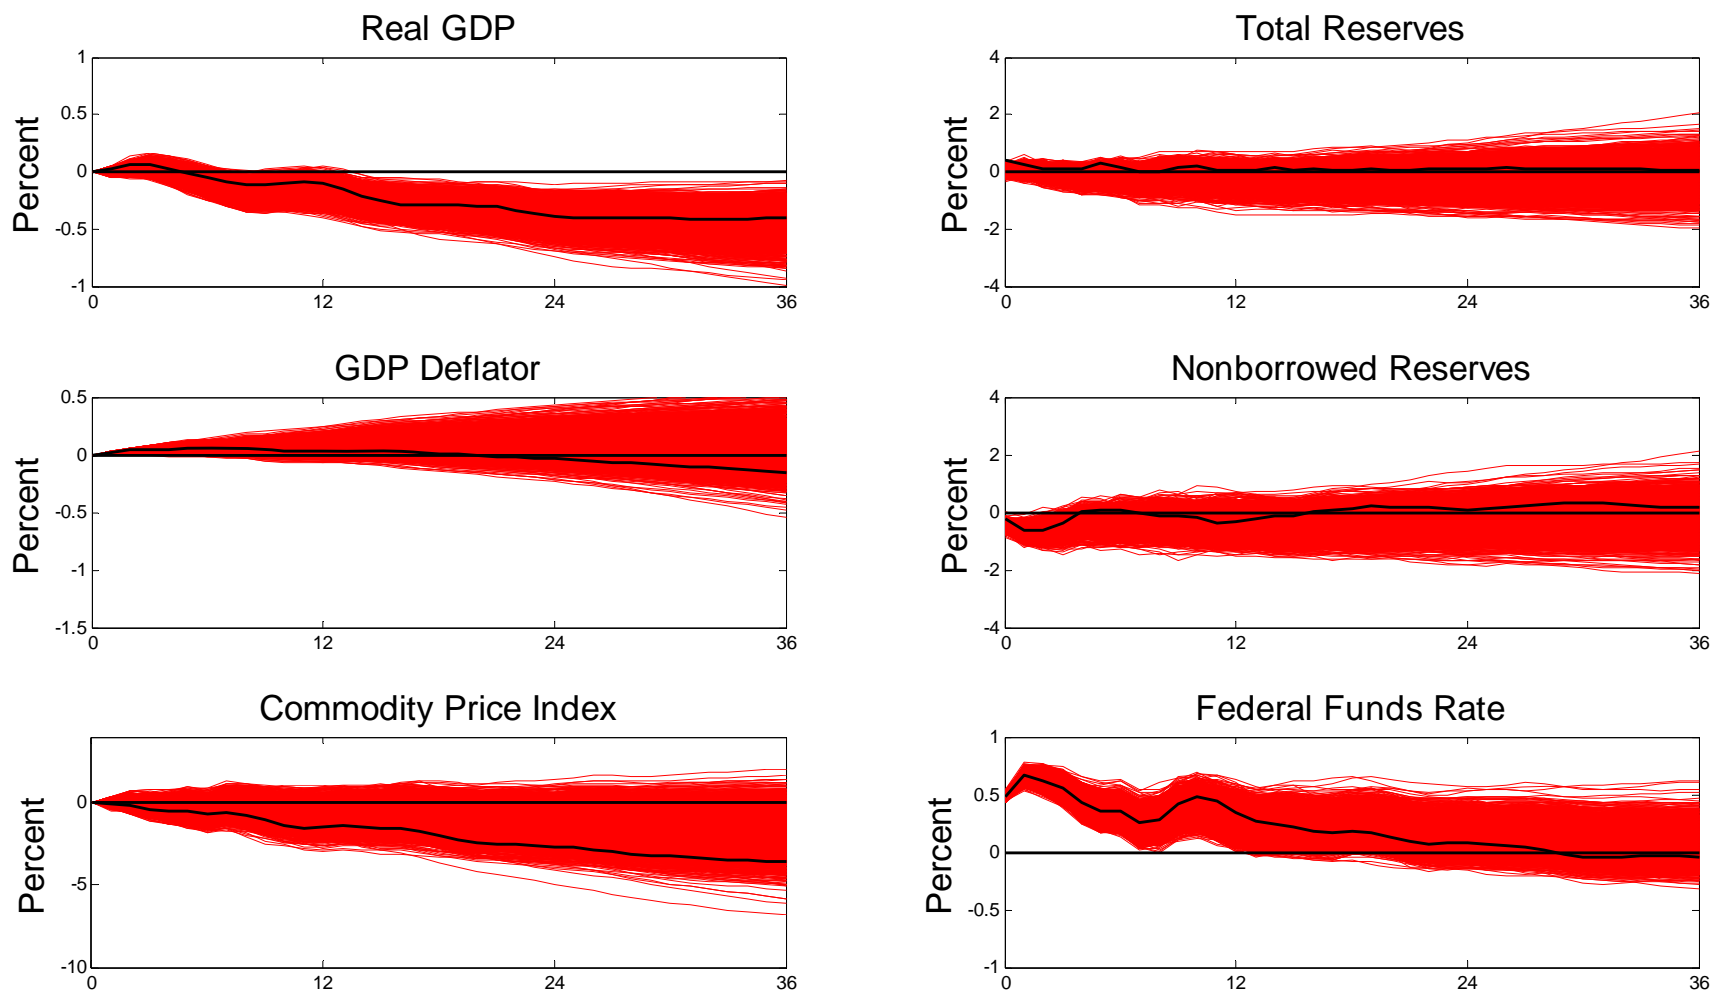 Real GDP
Percent
1
0.5
0
-0.5
-1
0 12 24 36
Total Reserves
Percent
4
2
0
-2
-4
0 12 24 36
GDP Deflator
Percent
0.5
0
-0.5
-1
-1.5
0 12 24 36
Nonborrowed Reserves
Percent
4
2
0
-2
-4
0 12 24 36
Commodity Price Index
Percent
0
-5
-10
0 12 24 36
Federal Funds Rate
Percent
1
0.5
0
-0.5
-1
0 12 24 36